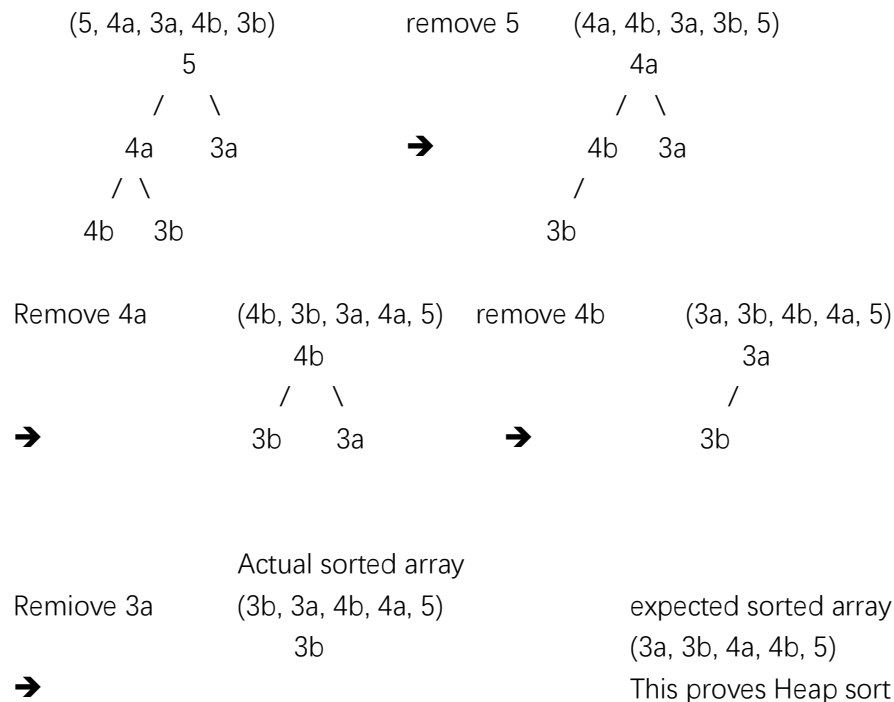 (5, 4a, 3a, 4b, 3b) remove 5 (4a, 4b, 3a, 3b, 5)
5 4a
/ \ / \
4a 3a ➔ 4b 3a
/ \ /
4b 3b 3b
Remove 4a (4b, 3b, 3a, 4a, 5) remove 4b (3a, 3b, 4b, 4a, 5)
4b 3a
/ \ /
➔ 3b 3a ➔ 3b
Actual sorted array
Remiove 3a (3b, 3a, 4b, 4a, 5) expected sorted array
3b (3a, 3b, 4a, 4b, 5)
➔ This proves Heap sort